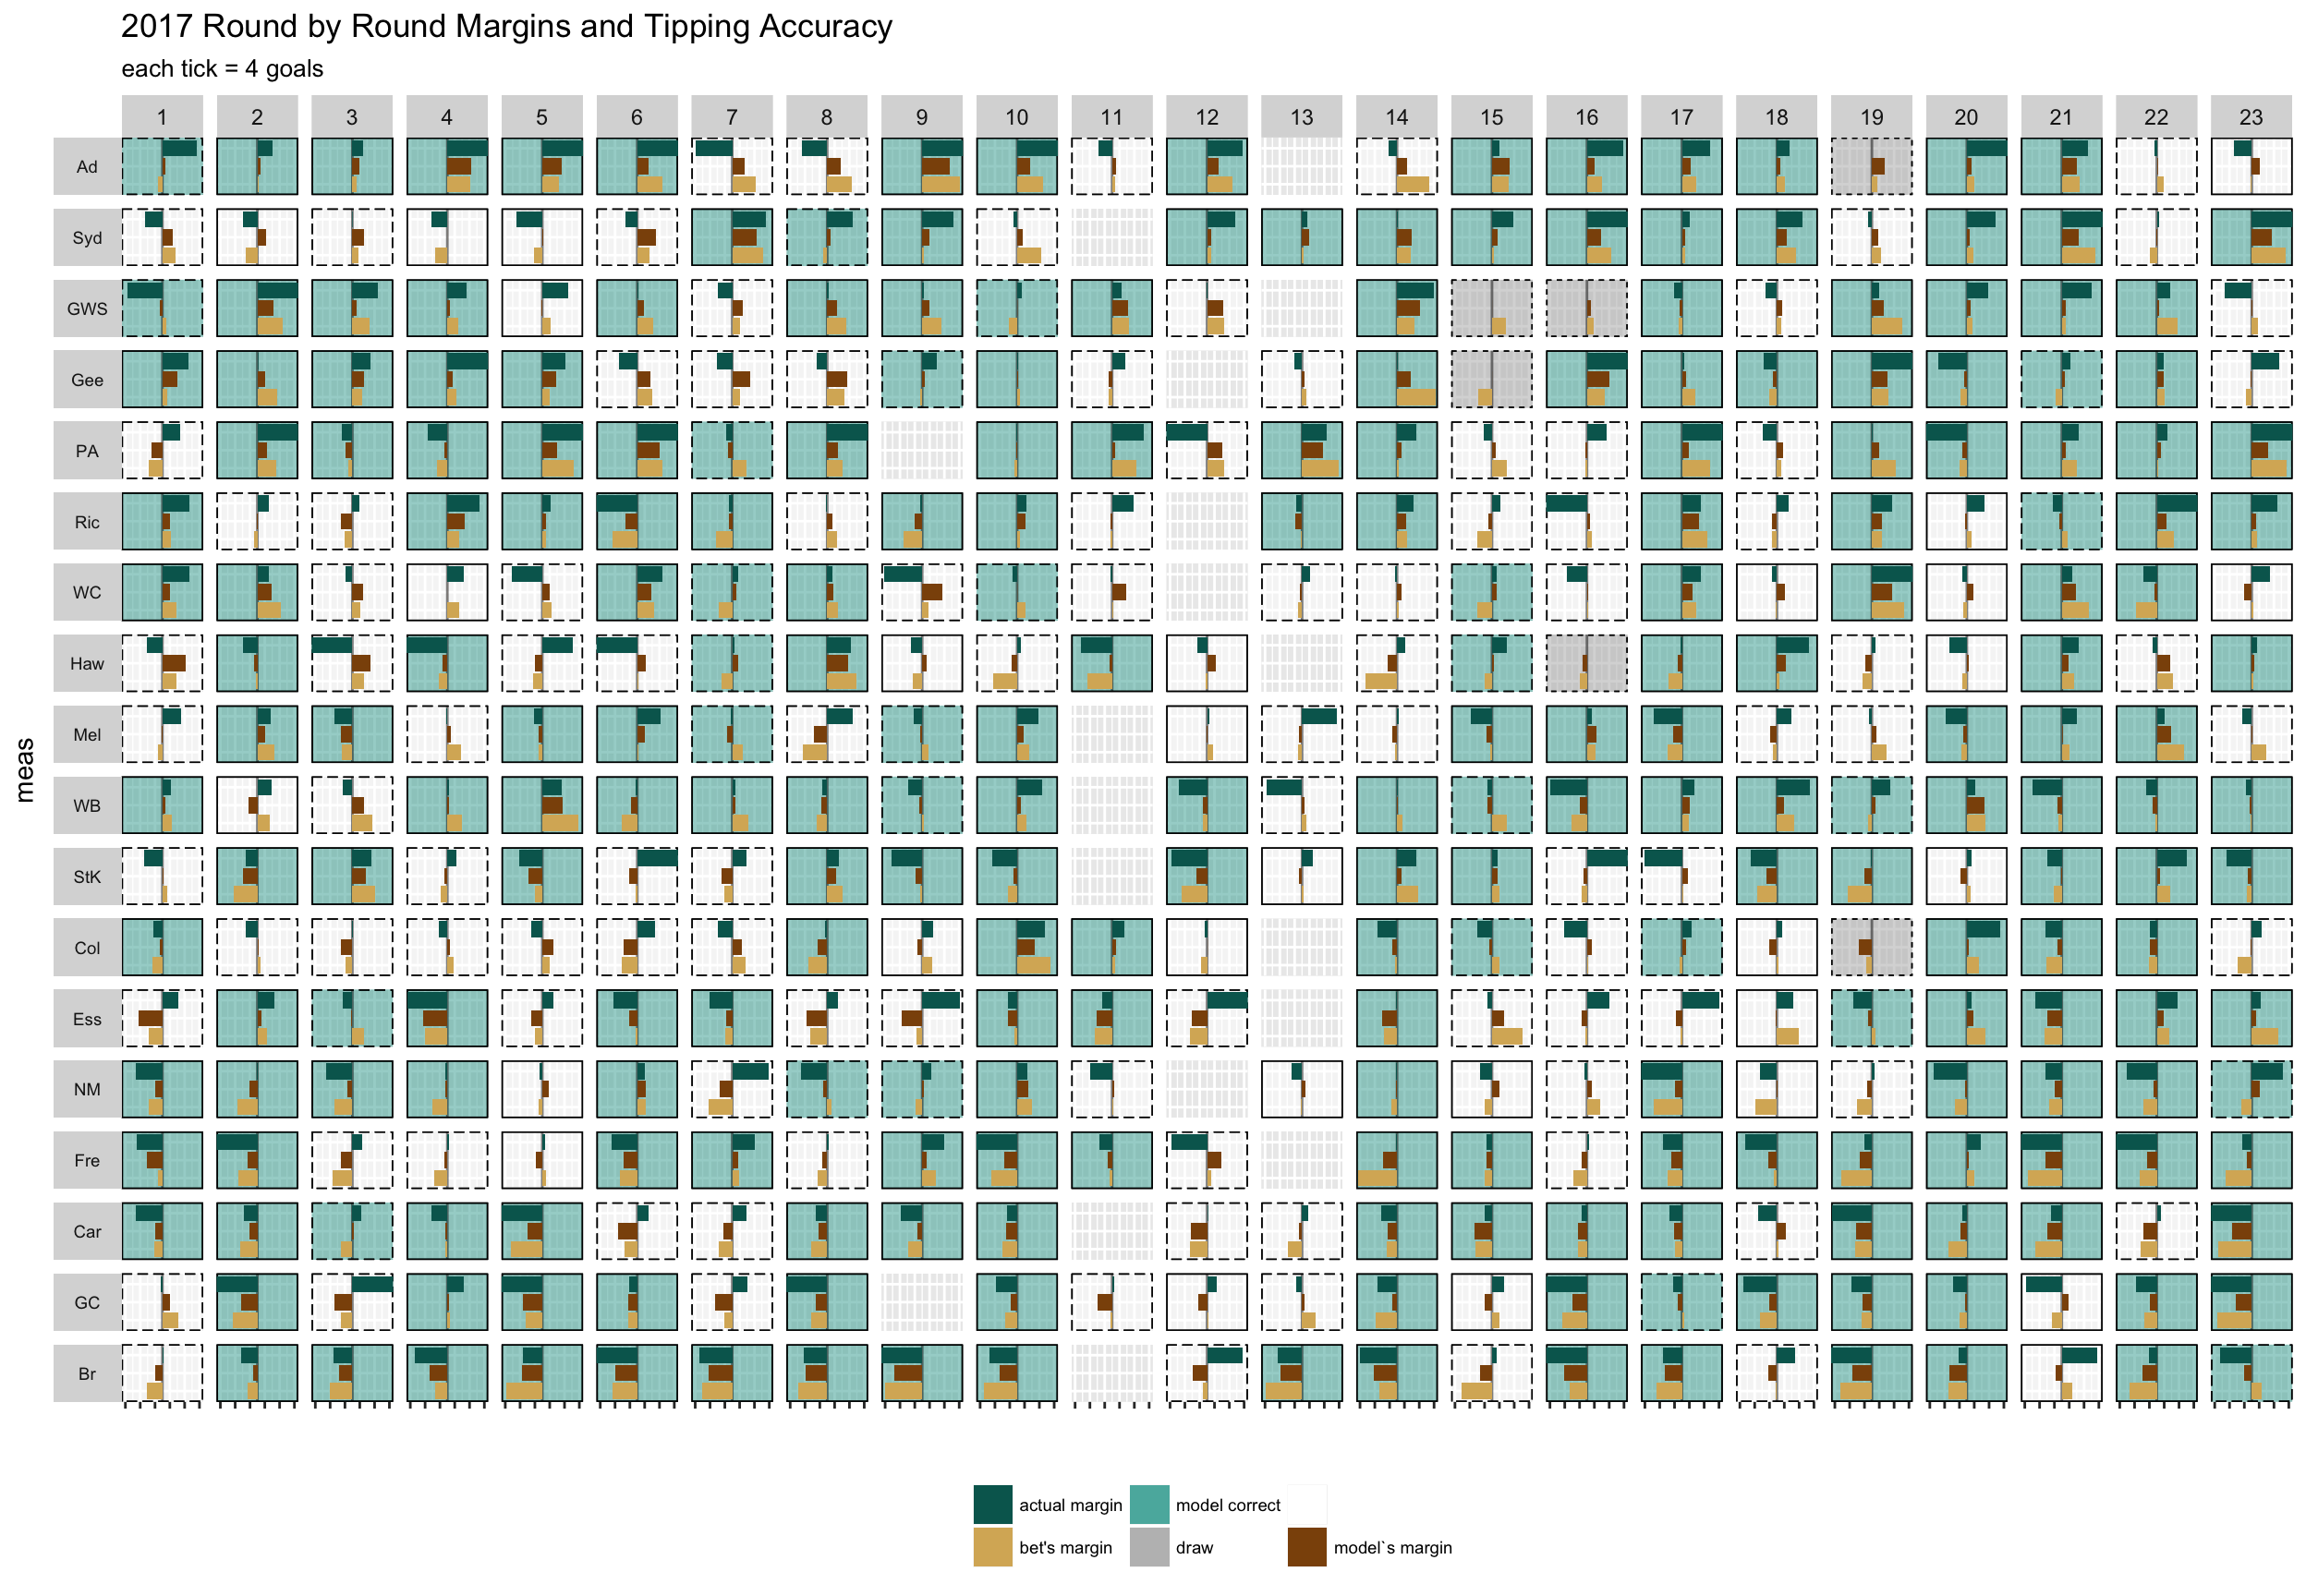 2017 Round by Round Margins and Tipping Accuracy
each tick = 4 goals
1 2 3 4 5 6 7 8 9 10 11 12 13 14 15 16 17 18 19 20 21 22 23
Ad
Syd
GWS
Gee
PA
Ric
WC
Haw
Mel
WB
StK
Col
Ess
NM
Fre
Car
GC
Br
meas
actual margin model correct
bet's margin draw model`s margin